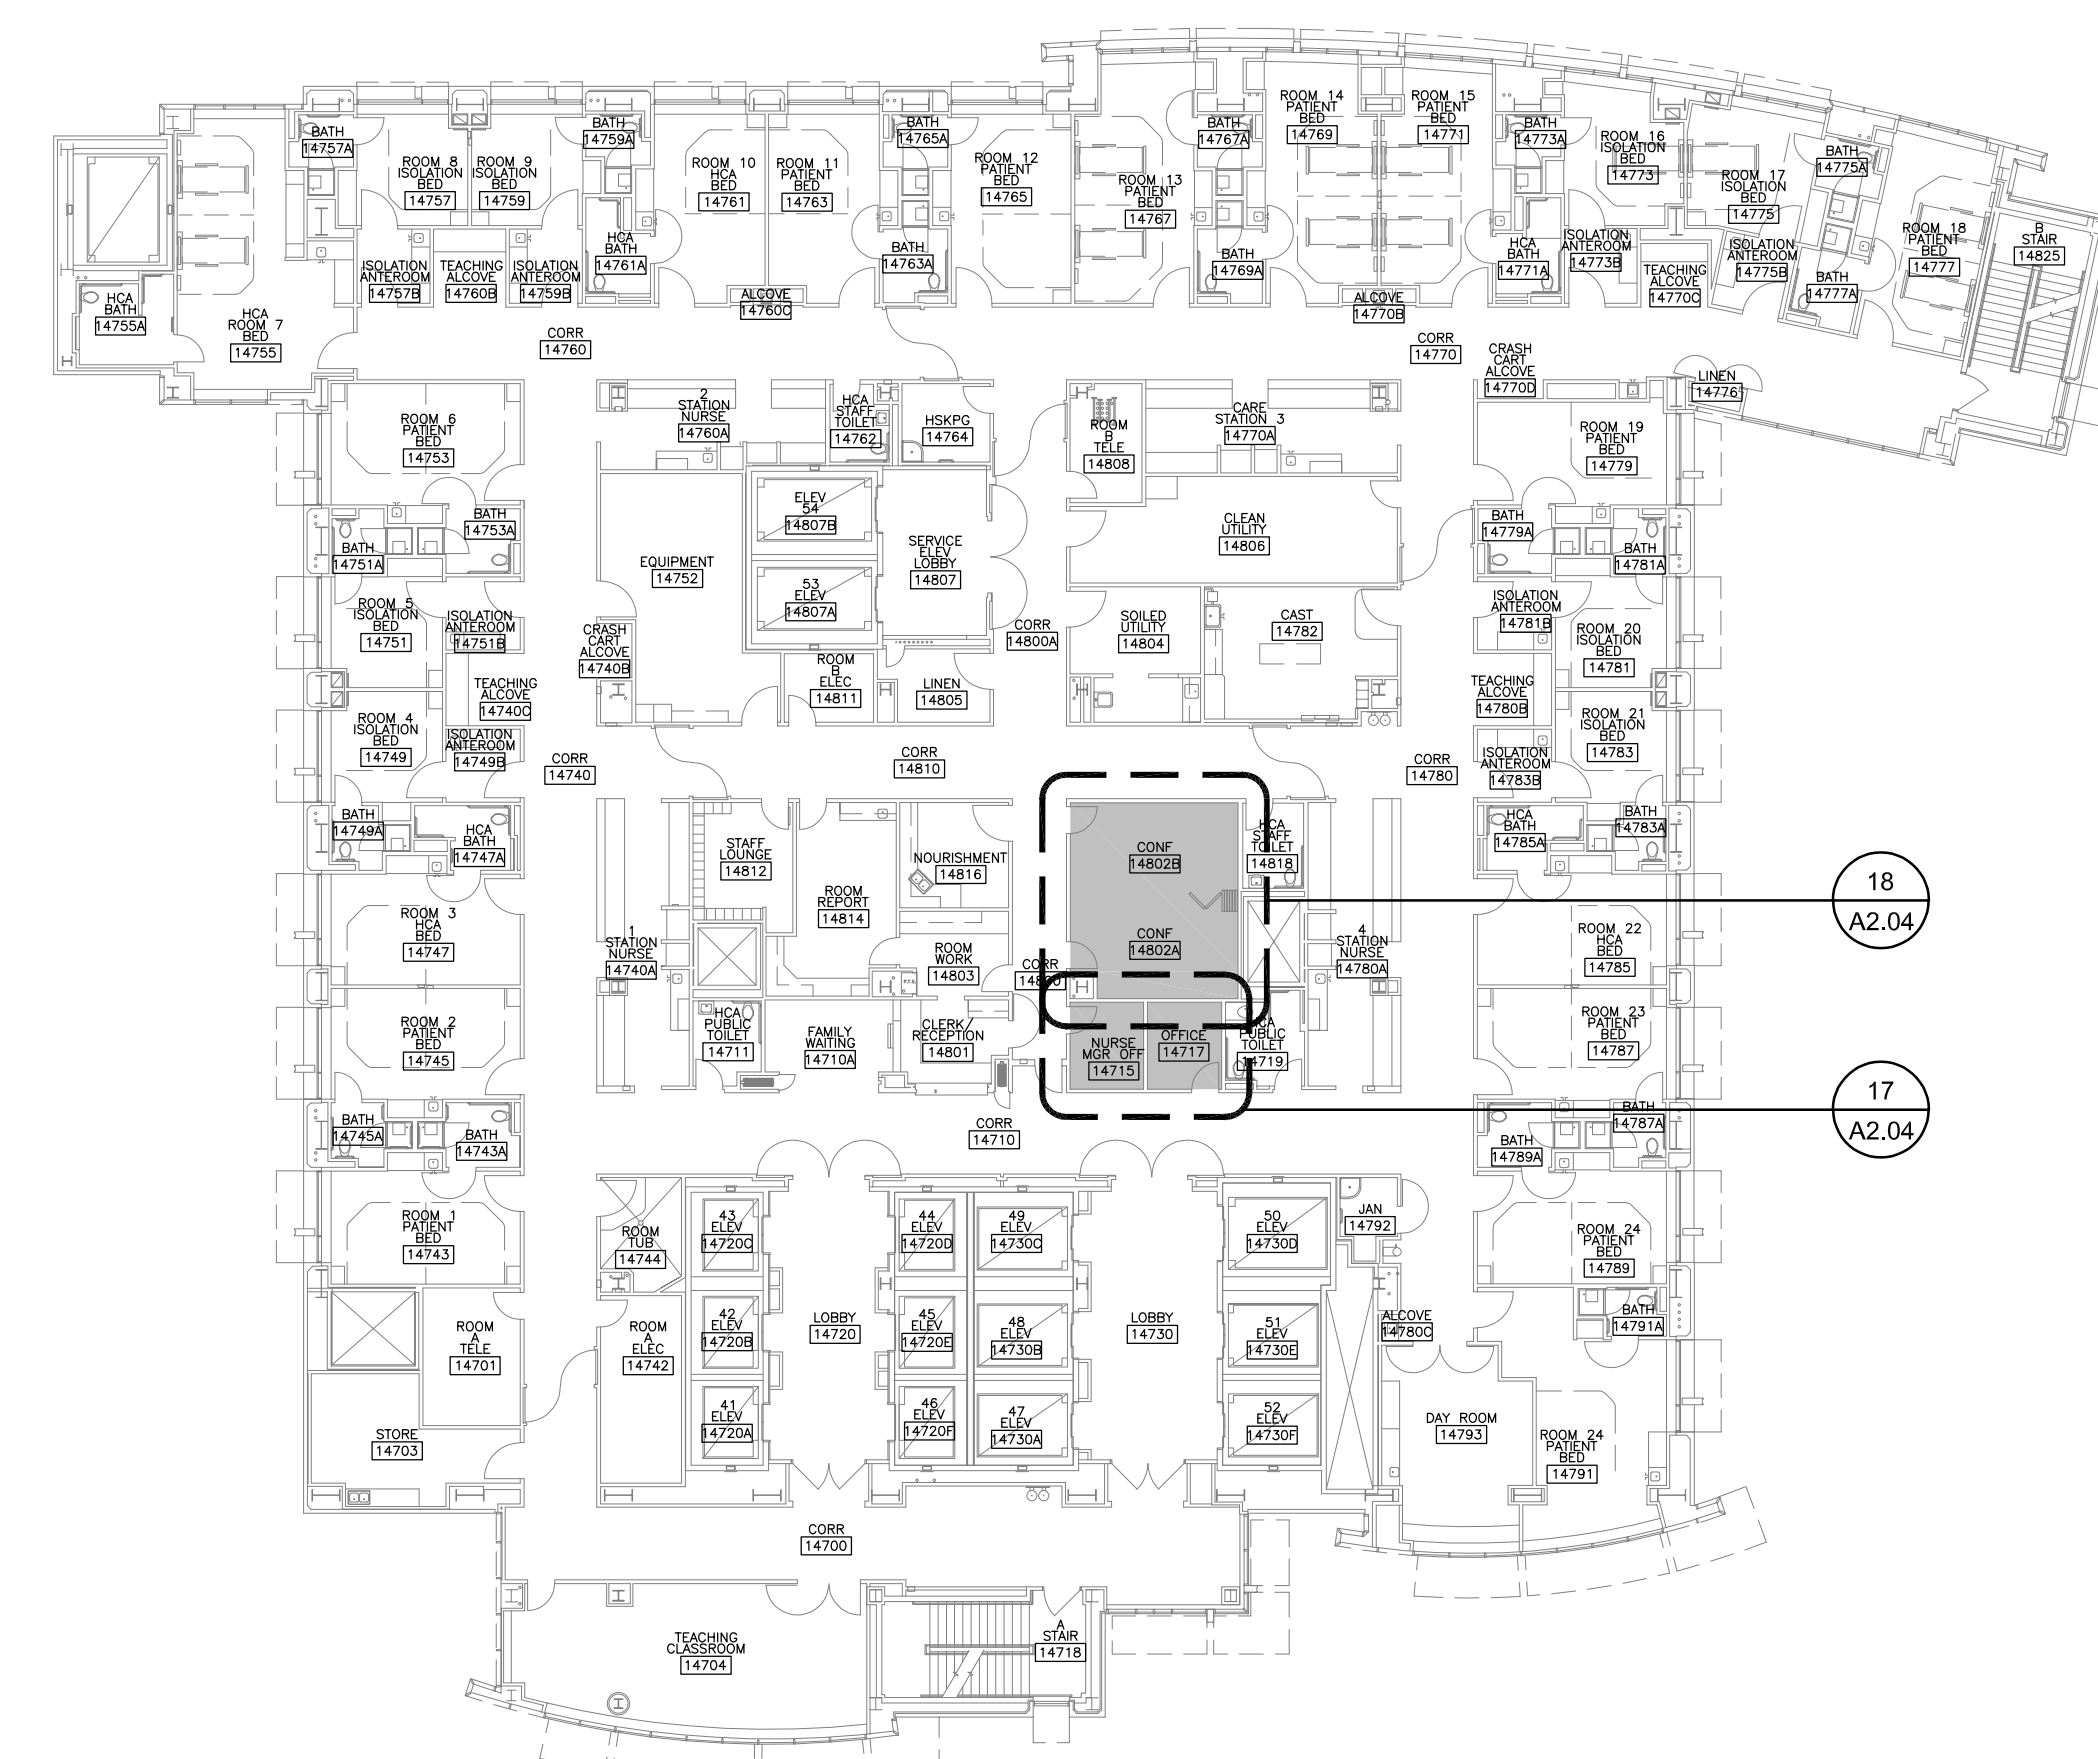 BATH
14757A
ROOM 8
ISOLATION
BED
14757
ROOM 9
ISOLATION
BED
14759
BATH
14759A
ROOM 10
HCA
BED
14761
ROOM 11
PATIENT
BED
14763
BATH
14765A
ROOM 12
PATIENT
BED
14765
ROOM 13
PATIENT
BED
14767
BATH
14767A
ROOM 14
PATIENT
BED
14769
ROOM 15
PATIENT
BED
14771
BATH
14773A
ROOM 16
ISOLATION
BED
14773
ROOM 17
ISOLATION
BED
14775
BATH
14775A
ROOM 18
PATIENT
BED
14777
B
STAIR
14825
HCA
BATH
14755A
HCA
ROOM 7
BED
14755
ISOLATION
ANTEROOM
14757B
TEACHING
ALCOVE
14760B
ISOLATION
ANTEROOM
14759B
HCA
BATH
14761A
ALCOVE
14760C
BATH
14763A
BATH
14769A
ALCOVE
14770B
HCA
BATH
14771A
ISOLATION
ANTEROOM
14773B
TEACHING
ALCOVE
14770C
ISOLATION
ANTEROOM
14775B
BATH
14777A
CORR
14760
CORR
14770
CRASH
CART
ALCOVE
14770D
LINEN
14776
ROOM 6
PATIENT
BED
14753
2
STATION
NURSE
14760A
HCA
STAFF
TOILET
14762
HSKPG
14764
ROOM
B
TELE
14808
CARE
STATION 3
14770A
ROOM 19
PATIENT
BED
14779
BATH
14753A
BATH
14751A
EQUIPMENT
14752
ELEV
54
14807B
53
ELEV
14807A
SERVICE
ELEV
LOBBY
14807
CLEAN
UTILITY
14806
BATH
14779A
BATH
14781A
ROOM 5
ISOLATION
BED
14751
ISOLATION
ANTEROOM
14751B
CRASH
CART
ALCOVE
14740B
CORR
14800A
SOILED
UTILITY
14804
CAST
14782
ISOLATION
ANTEROOM
14781B
ROOM 20
ISOLATION
BED
14781
TEACHING
ALCOVE
14740C
ROOM
B
ELEC
14811
LINEN
14805
TEACHING
ALCOVE
14780B
ROOM 4
ISOLATION
BED
14749
ISOLATION
ANTEROOM
14749B
ROOM 21
ISOLATION
BED
14783
ISOLATION
ANTEROOM
14783B
CORR
14740
CORR
14810
CORR
14780
BATH
14749A
HCA
BATH
14747A
STAFF
LOUNGE
14812
NOURISHMENT
14816
CONF
14802B
HCA
STAFF
TOILET
14818
HCA
BATH
14785A
BATH
14783A
ROOM 3
HCA
BED
14747
ROOM
REPORT
14814
18
A2.04
1
STATION
NURSE
14740A
ROOM
WORK
14803
CORR
CONF
14802A
4
STATION
NURSE
14780A
ROOM 22
HCA
BED
14785
ROOM 2
PATIENT
BED
14745
HCA
PUBLIC
TOILET
14711
FAMILY
WAITING
14710A
CLERK/
RECEPTION
14801
NURSE
MGR OFF
14715
OFFICE
14717
HCA
PUBLIC
TOILET
14719
ROOM 23
PATIENT
BED
14787
17
A2.04
BATH
14745A
BATH
14743A
CORR
14710
BATH
14789A
BATH
14787A
ROOM 1
PATIENT
BED
14743
ROOM
TUB
14744
43
ELEV
14720C
44
ELEV
14720D
49
ELEV
14730C
50
ELEV
14730D
JAN
14792
ROOM 24
PATIENT
BED
14789
ROOM
A
TELE
14701
ROOM
A
ELEC
14742
42
ELEV
14720B
LOBBY
14720
45
ELEV
14720E
48
ELEV
14730B
LOBBY
14730
51
ELEV
14730E
ALCOVE
14780C
BATH
14791A
STORE
14703
41
ELEV
14720A
46
ELEV
14720F
47
ELEV
14730A
52
ELEV
14730F
DAY ROOM
14793
ROOM 24
PATIENT
BED
14791
CORR
14700
TEACHING
CLASSROOM
14704
A
STAIR
14718